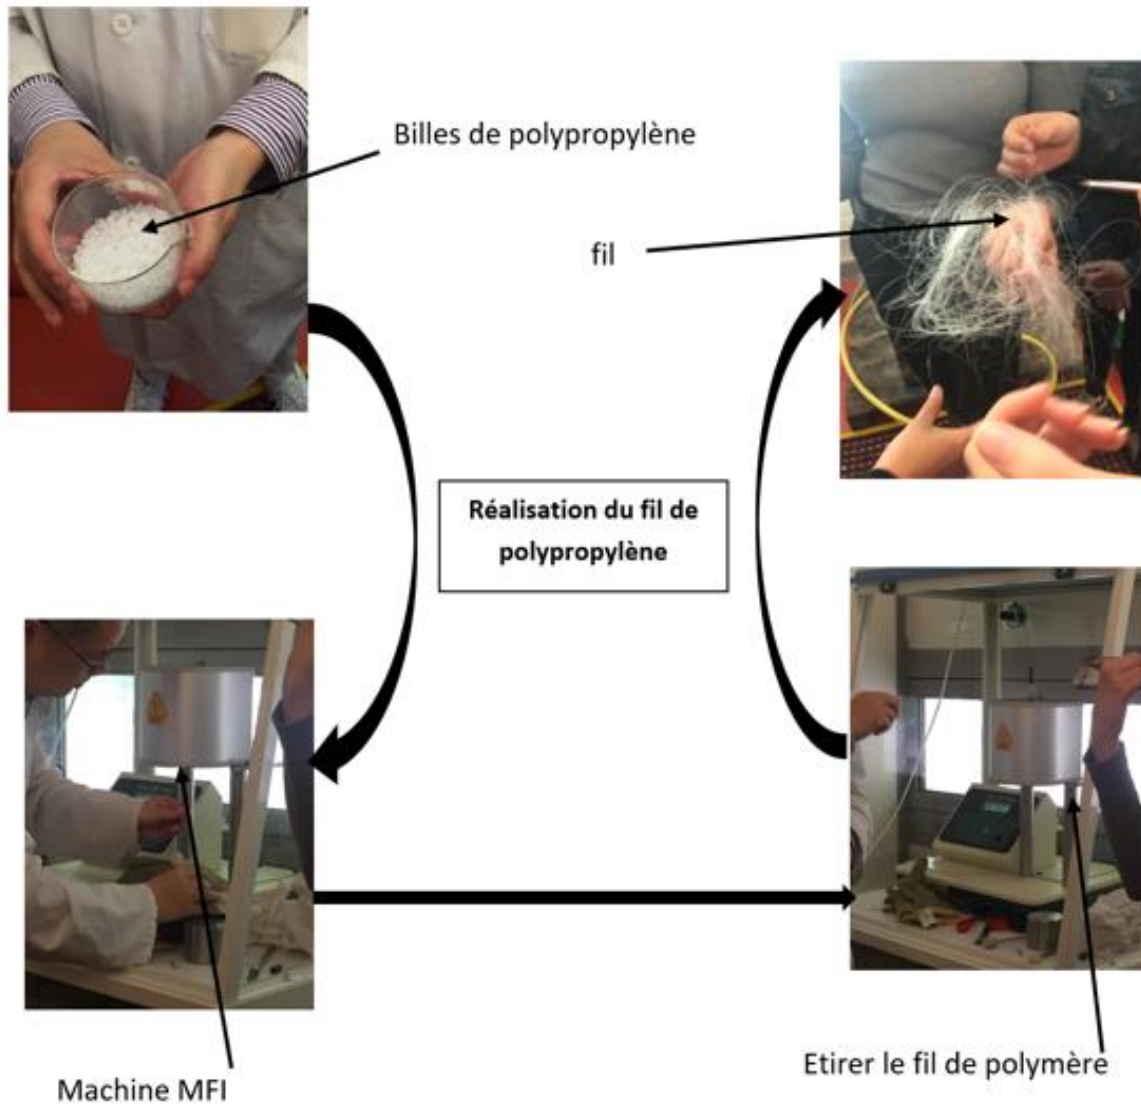 Billes de polypropylène
fil
Réalisation du fil de
polypropylène
Etirer le fil de polymère
Machine MFI